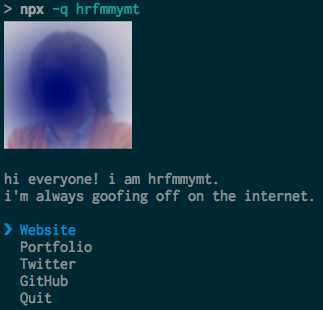 > npx -q hrfmmymt
hi everyone! i am hrfmmymt.
i'm always goofing off on the internet.
❯ Website
Portfolio
Twitter
GitHub
Quit